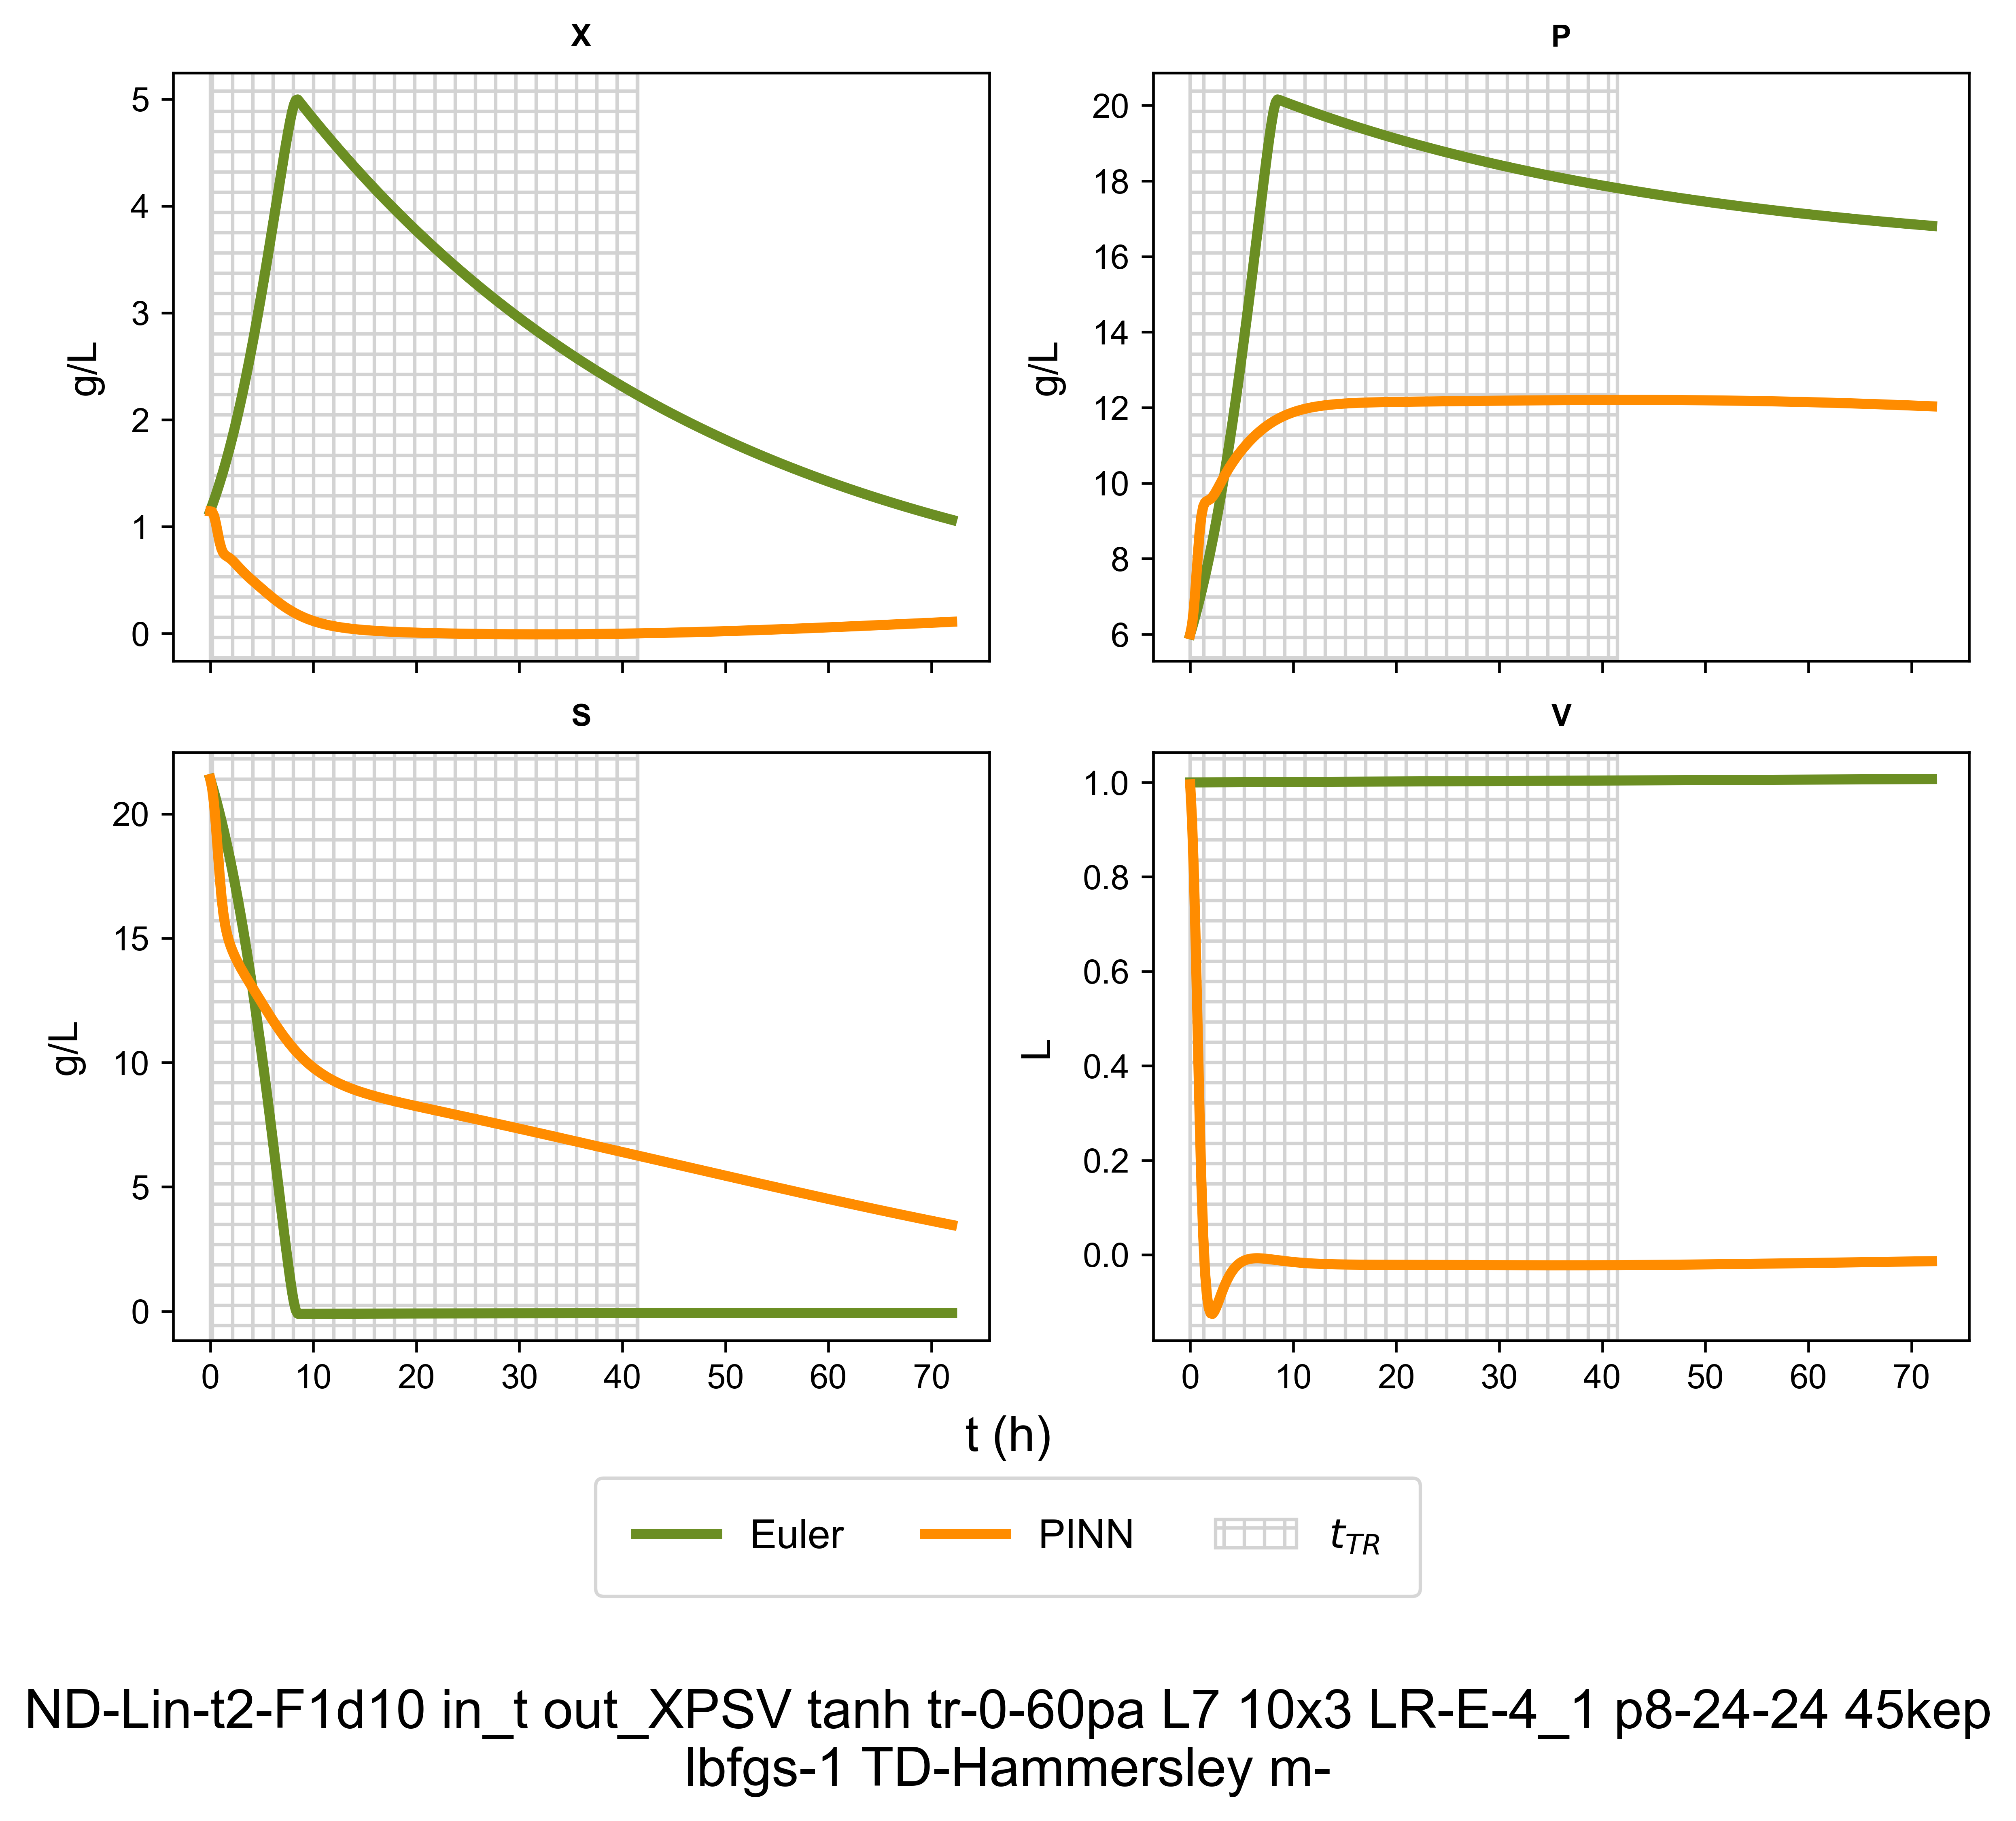 X
P
5
4
3
2
1
0
g/L
20
18
16
14
12
10
8
6
g/L
S
V
20
15
10
5
0
g/L
1.0
0.8
0.6
0.4
0.2
0.0
L
0 10 20 30 40 50 60 70
0 10 20 30 40 50 60 70
t (h)
Euler PINN t_TR
ND-Lin-t2-F1d10 in_t out_XPSV tanh tr-0-60pa L7 10x3 LR-E-4_1 p8-24-24 45kep
lbfgs-1 TD-Hammersley m-